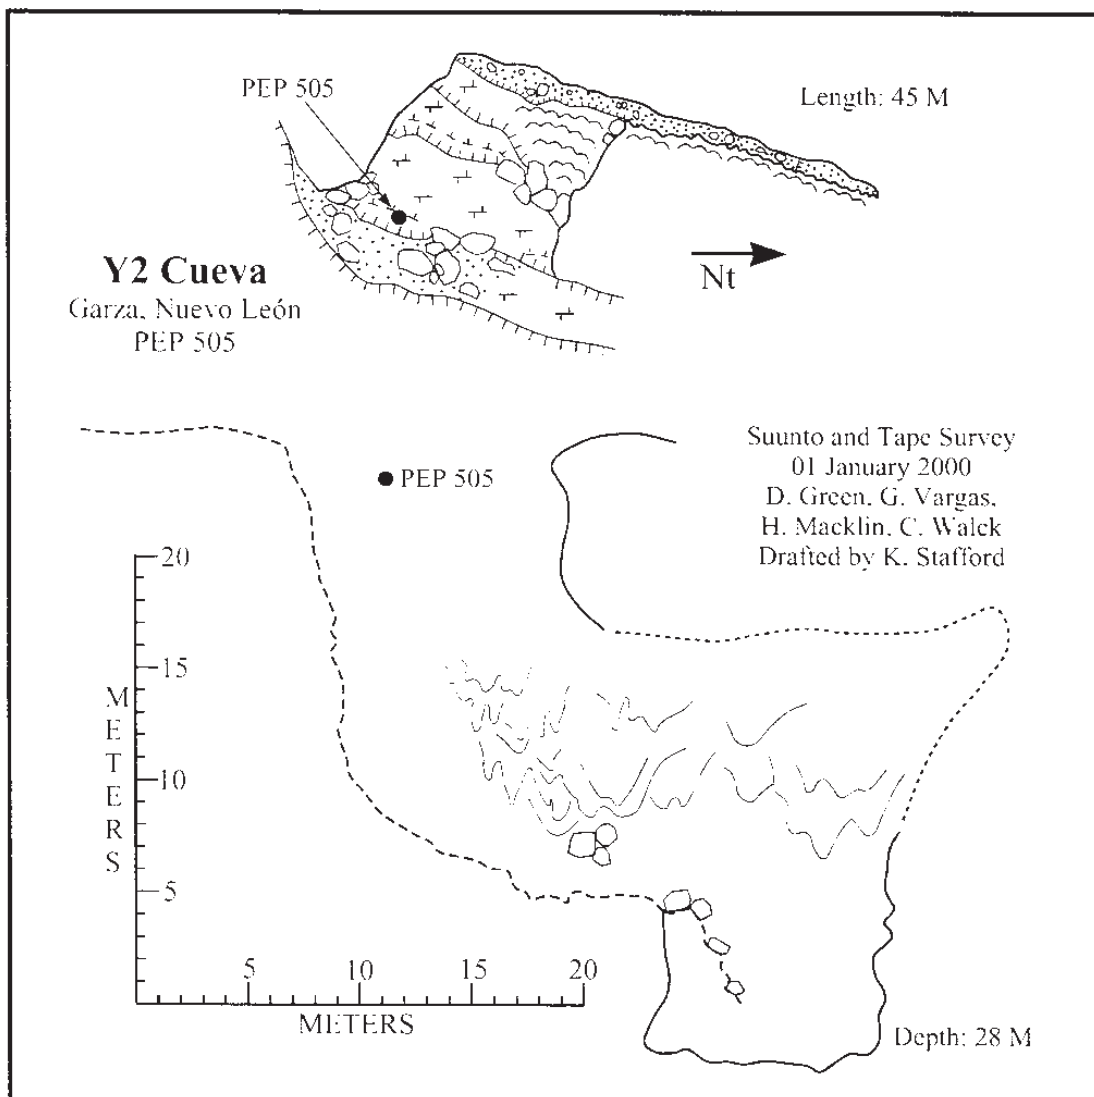 PEP 505
Length: 45 M
Y2 Cueva
Garza, Nuevo León
PEP 505
Nt
Suunto and Tape Survey
01 January 2000
D. Green, G. Vargas,
H. Macklin, C. Walck
Drafted by K. Stafford
PEP 505
20
15
10
5
METERS
5
10
15
20
METERS
Depth: 28 M